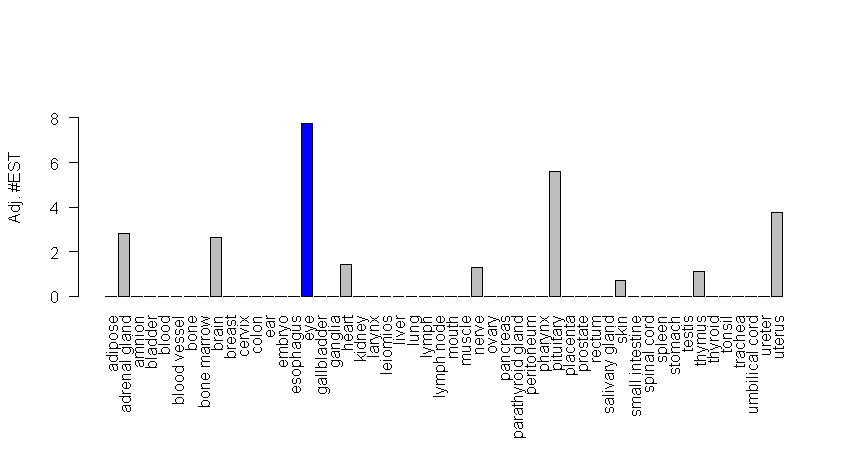 Adj. #EST
8
6
4
2
0
adipose
adrenal gland
amnion
bladder
blood
blood vessel
bone
bone marrow
brain
breast
cervix
colon
ear
embryo
esophagus
eye
gallbladder
ganglia
heart
kidney
larynx
leiomios
liver
lung
lymph
lymph node
mouth
muscle
nerve
ovary
pancreas
parathyroid gland
peritoneum
pharynx
pituitary
placenta
prostate
rectum
salivary gland
skin
small intestine
spinal cord
spleen
stomach
testis
thymus
thyroid
tonsil
trachea
umbilical cord
ureter
uterus